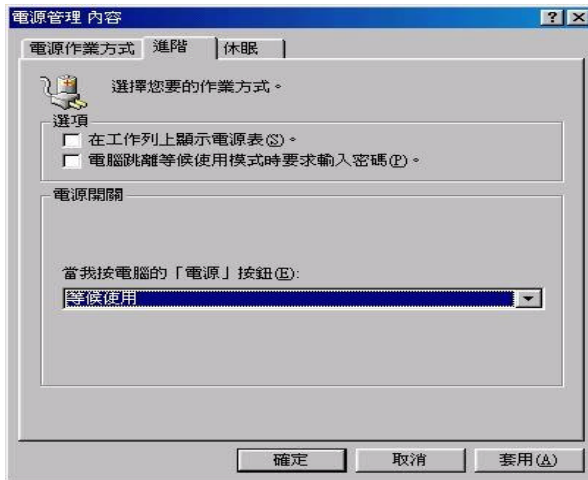 電源管理 內容
電源作業方式 進階 休眠
選擇您要的作業方式。
選項
在工作列上顯示電源表(S)。
電腦跳離等候使用模式時要求輸入密碼(P)。
電源開關
當我按電腦的「電源」按鈕(E):
等候使用
確定 取消 套用(A)